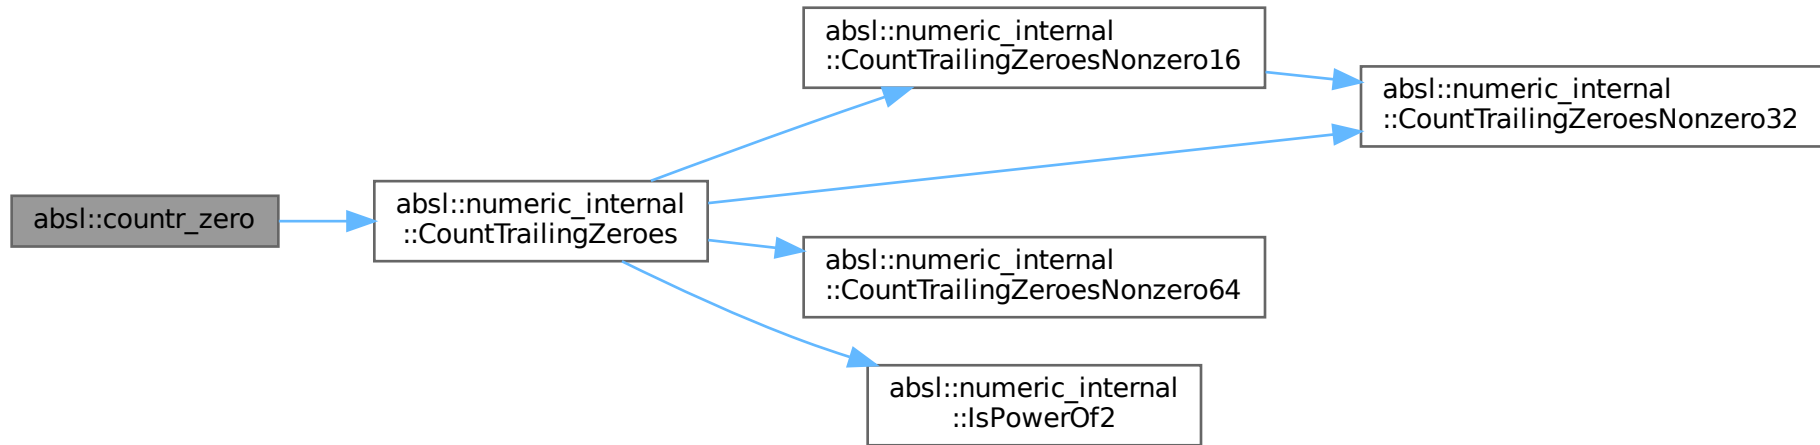 absl::numeric_internal
::CountTrailingZeroesNonzero16
absl::numeric_internal
::CountTrailingZeroesNonzero32
absl::countr_zero
absl::numeric_internal
::CountTrailingZeroes
absl::numeric_internal
::CountTrailingZeroesNonzero64
absl::numeric_internal
::IsPowerOf2